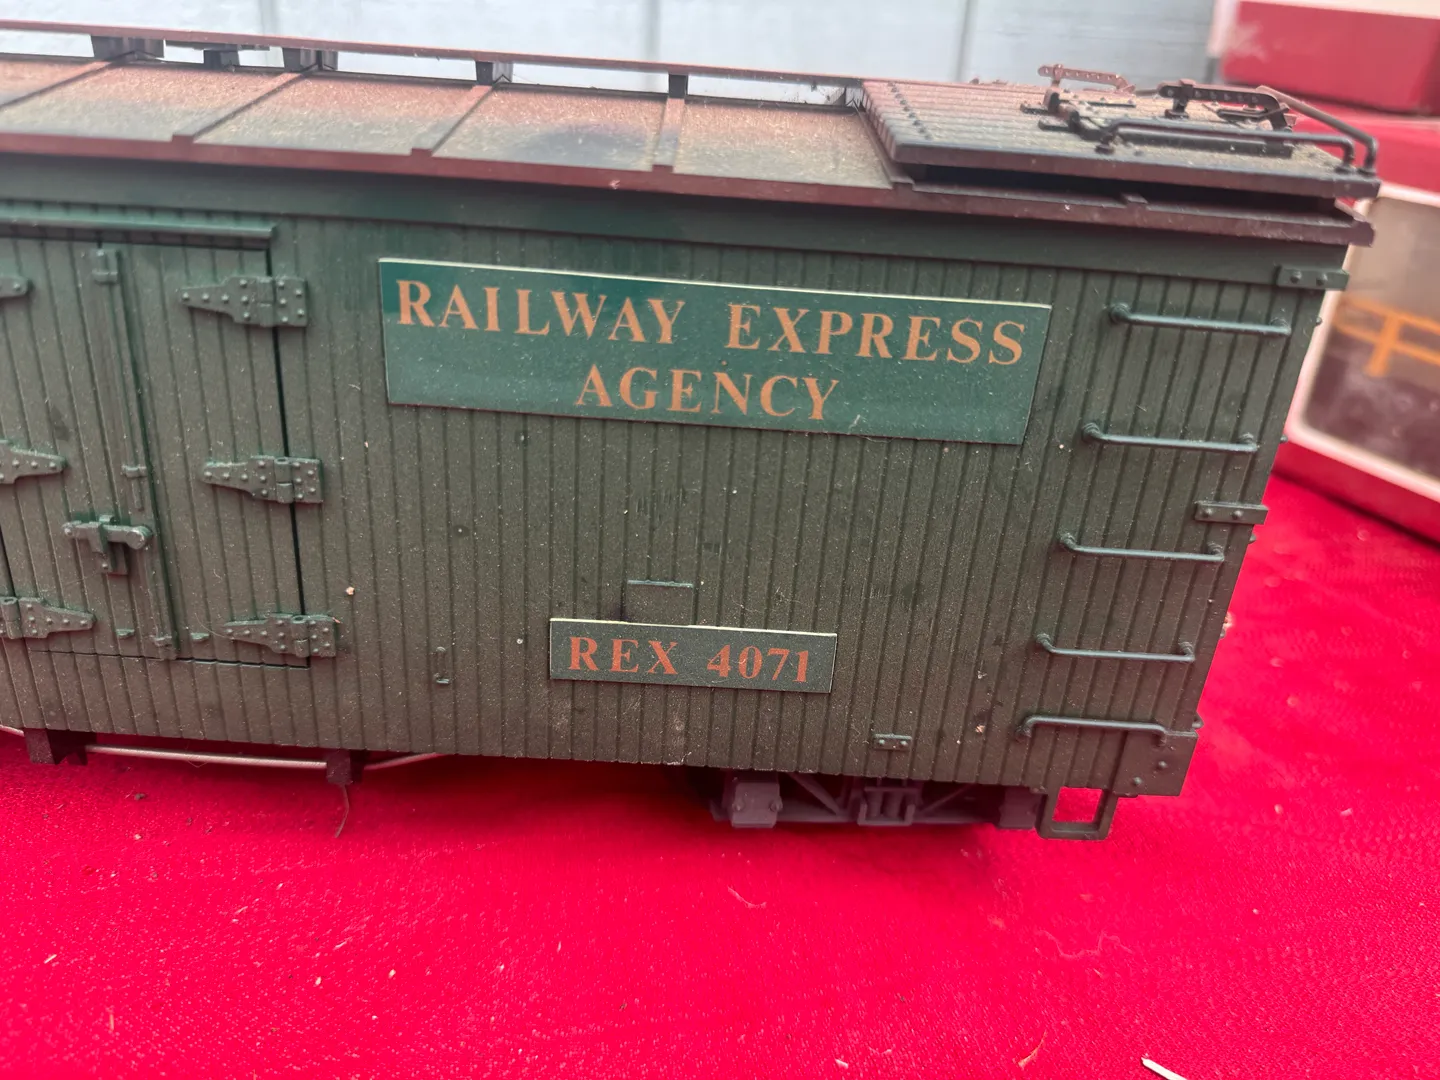 RAILWAY EXPRESS
AGENCY
REX 4071